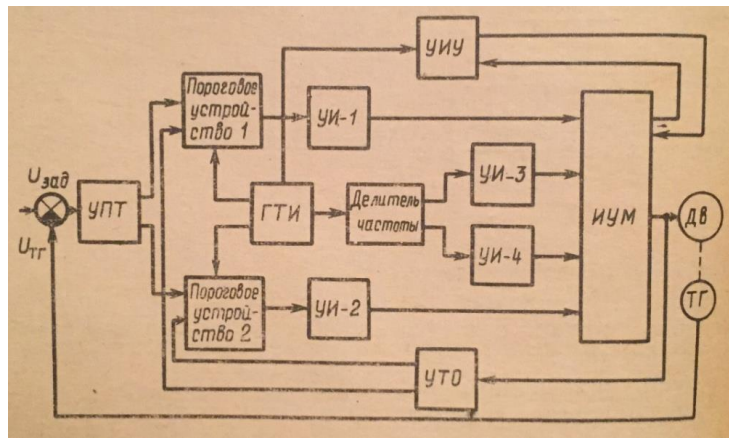 УИУ
Пороговое
устрой-
ство 1
УИ-1
Uзад
УПТ
ГТИ
Делитель
частоты
УИ-3
ИУМ
ДВ
Uтг
УИ-4
ТГ
Пороговое
устрой-
ство 2
УИ-2
УТО